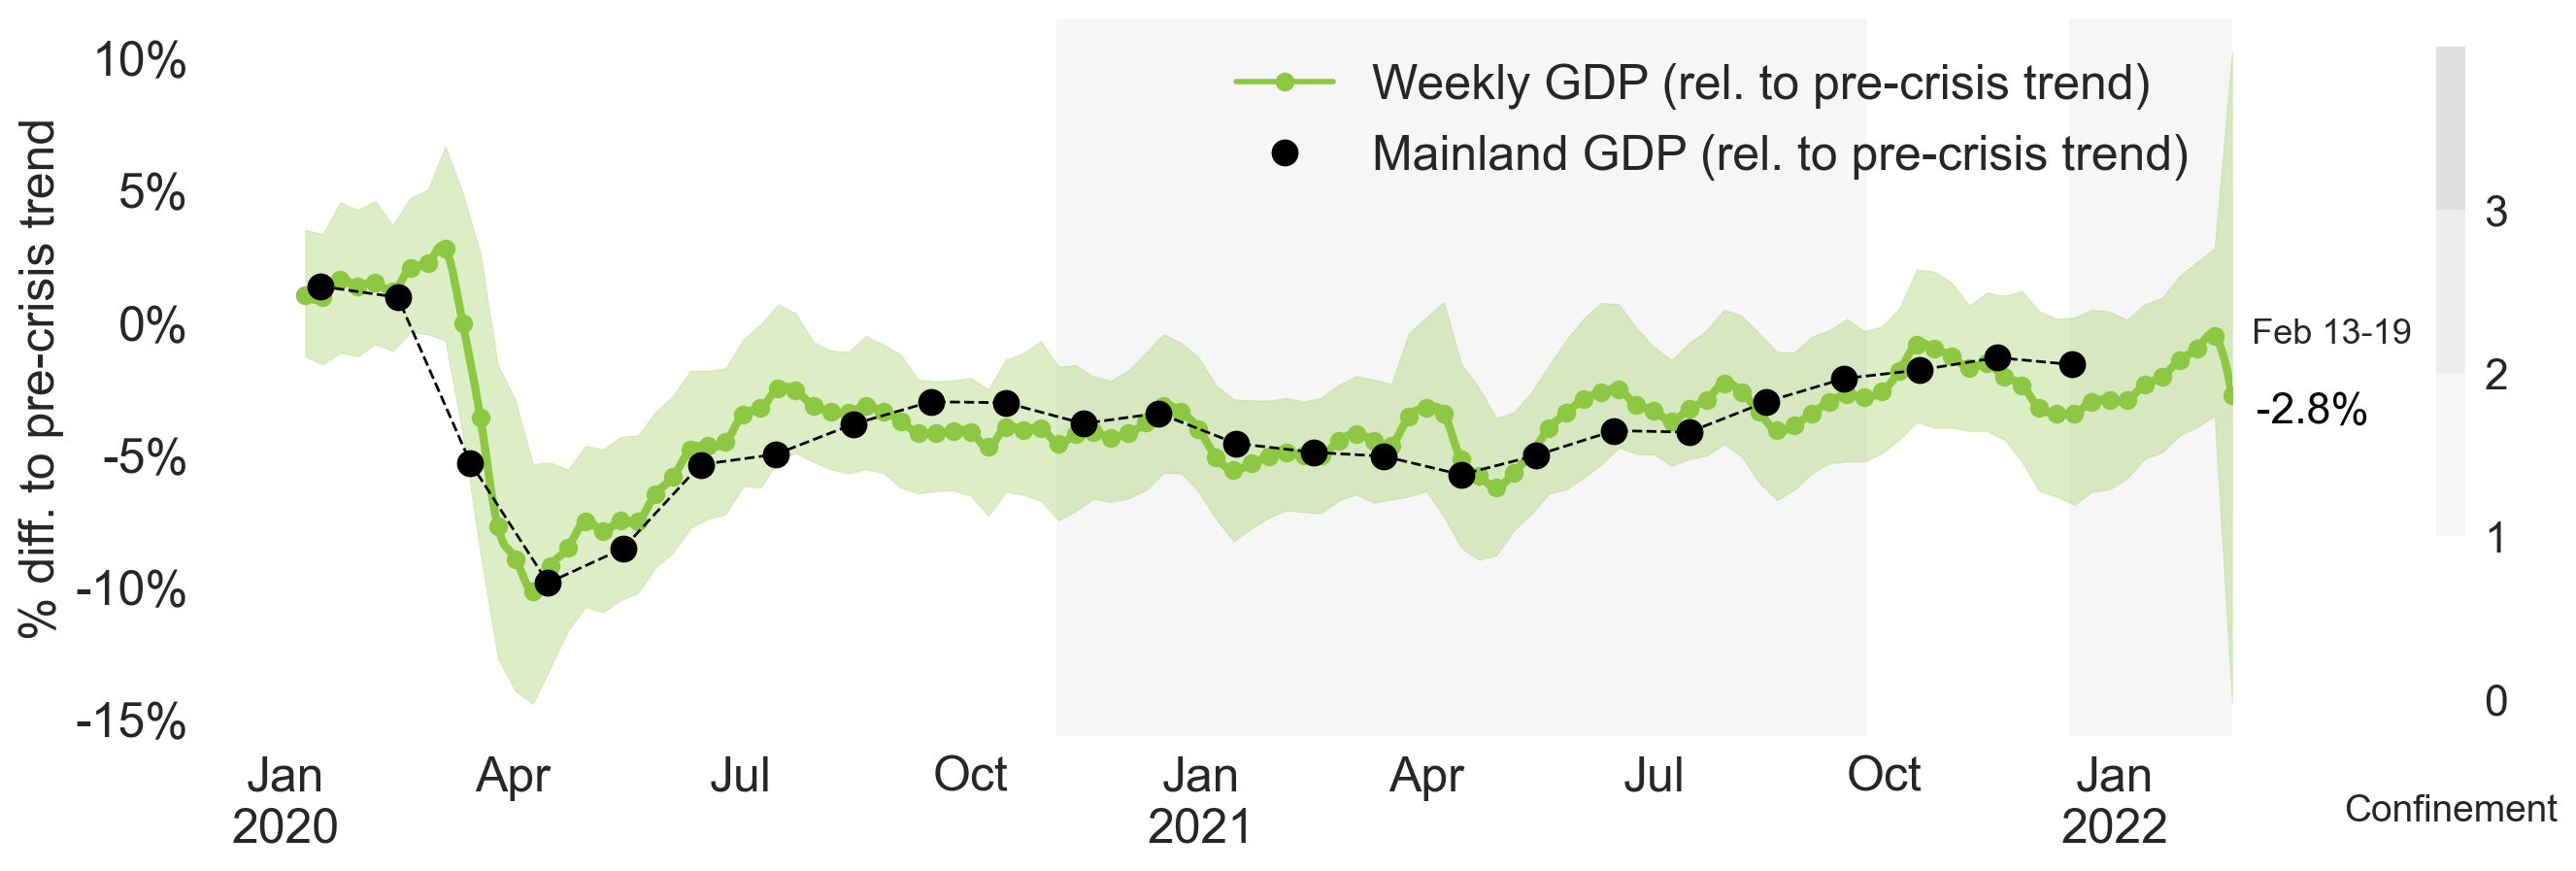 10%
5%
0%
-5%
-10%
-15%
% diff. to pre-crisis trend
Weekly GDP (rel. to pre-crisis trend)
Mainland GDP (rel. to pre-crisis trend)
Feb 13-19
-2.8%
3
2
1
0
Confinement
Jan
2020
Apr
Jul
Oct
Jan
2021
Apr
Jul
Oct
Jan
2022